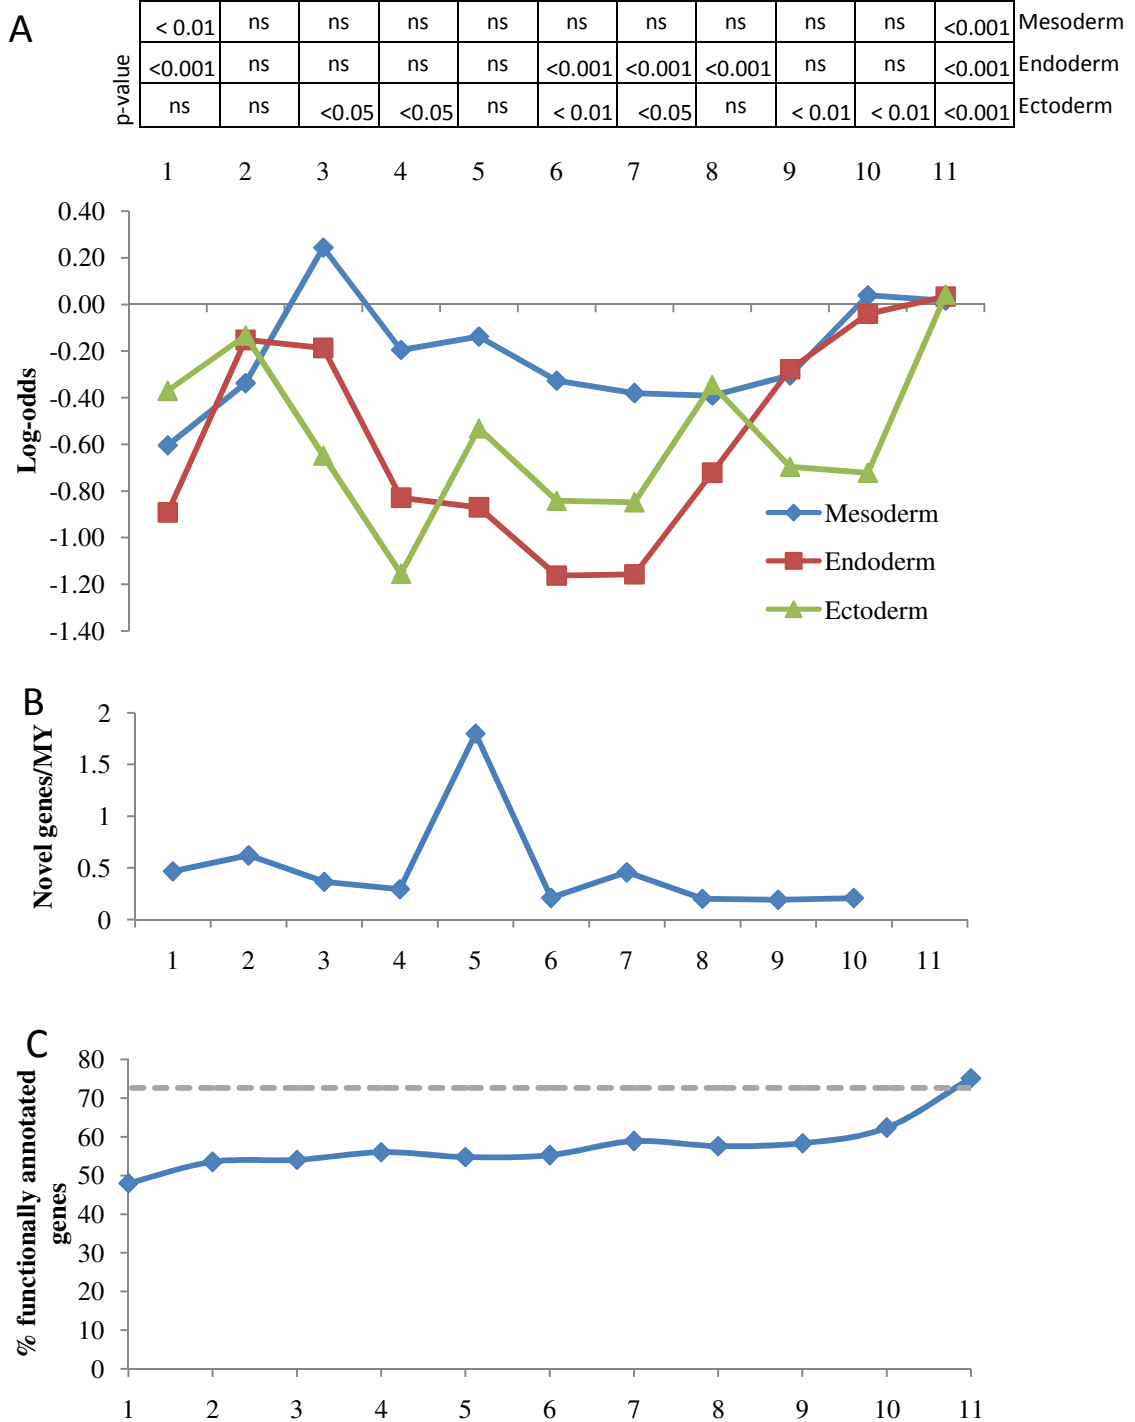 A
< 0.01 ns ns ns ns ns ns ns ns ns <0.001 Mesoderm
<0.001 ns ns ns ns <0.001 <0.001 <0.001 ns ns <0.001 Endoderm
ns ns <0.05 <0.05 ns < 0.01 <0.05 ns < 0.01 < 0.01 <0.001 Ectoderm
p-value
1 2 3 4 5 6 7 8 9 10 11
0.40
0.20
0.00
-0.20
-0.40
-0.60
-0.80
-1.00
-1.20
-1.40
Log-odds
Mesoderm
Endoderm
Ectoderm
B
2
1.5
1
0.5
0
Novel genes/MY
1 2 3 4 5 6 7 8 9 10 11
C
80
70
60
50
40
30
20
10
0
% functionally annotated
genes
1 2 3 4 5 6 7 8 9 10 11